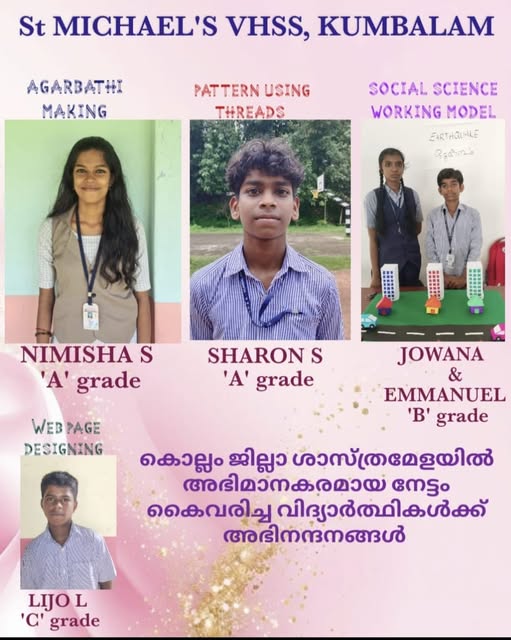 St MICHAEL'S VHSS, KUMBALAM
AGARBATHI
MAKING
NIMISHA S
'A' grade
PATTERN USING
THREADS
SHARON S
'A' grade
SOCIAL SCIENCE
WORKING MODEL
EARTHQUAKE
JOWANA
&
EMMANUEL
'B' grade
WEB PAGE
DESIGNING
LIJO L
'C' grade
കൊല്ലം ജില്ലാ ശാസ്ത്രമേളയിൽ
അഭിമാനകരമായ നേട്ടം
കൈവരിച്ച വിദ്യാർത്ഥികൾക്ക്
അഭിനന്ദനങ്ങൾ